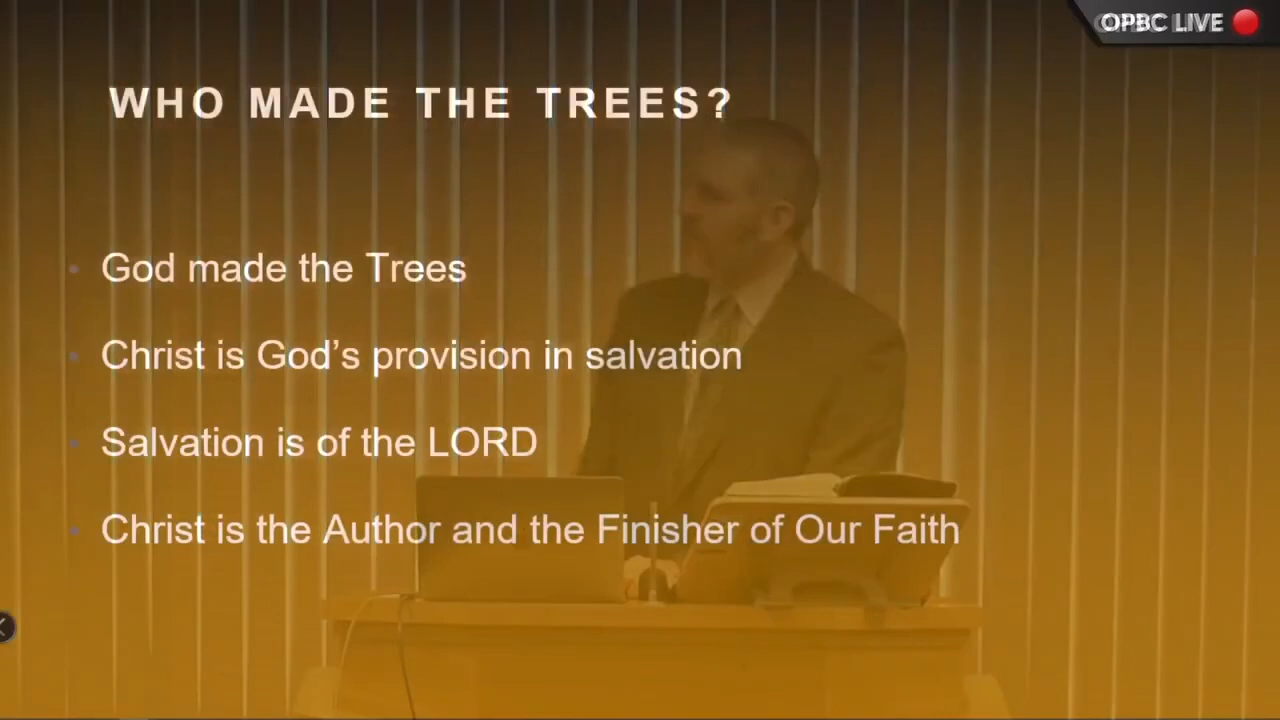 OPBC LIVE
WHO MADE THE TREES?
God made the Trees
Christ is God’s provision in salvation
Salvation is of the LORD
Christ is the Author and the Finisher of Our Faith